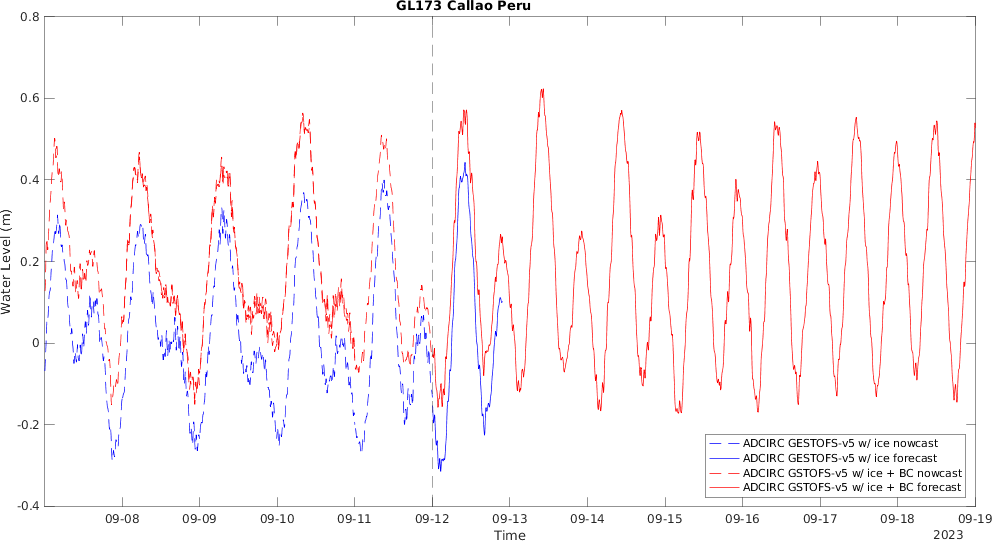 GL173 Callao Peru
0.8
0.6
0.4
0.2
0
-0.2
-0.4
Water Level (m)
ADCIRC GESTOFS-v5 w/ ice nowcast
ADCIRC GESTOFS-v5 w/ ice forecast
ADCIRC GSTOFS-v5 w/ ice + BC nowcast
ADCIRC GSTOFS-v5 w/ ice + BC forecast
09-08 09-09 09-10 09-11 09-12 09-13 09-14 09-15 09-16 09-17 09-18 09-19
Time
2023